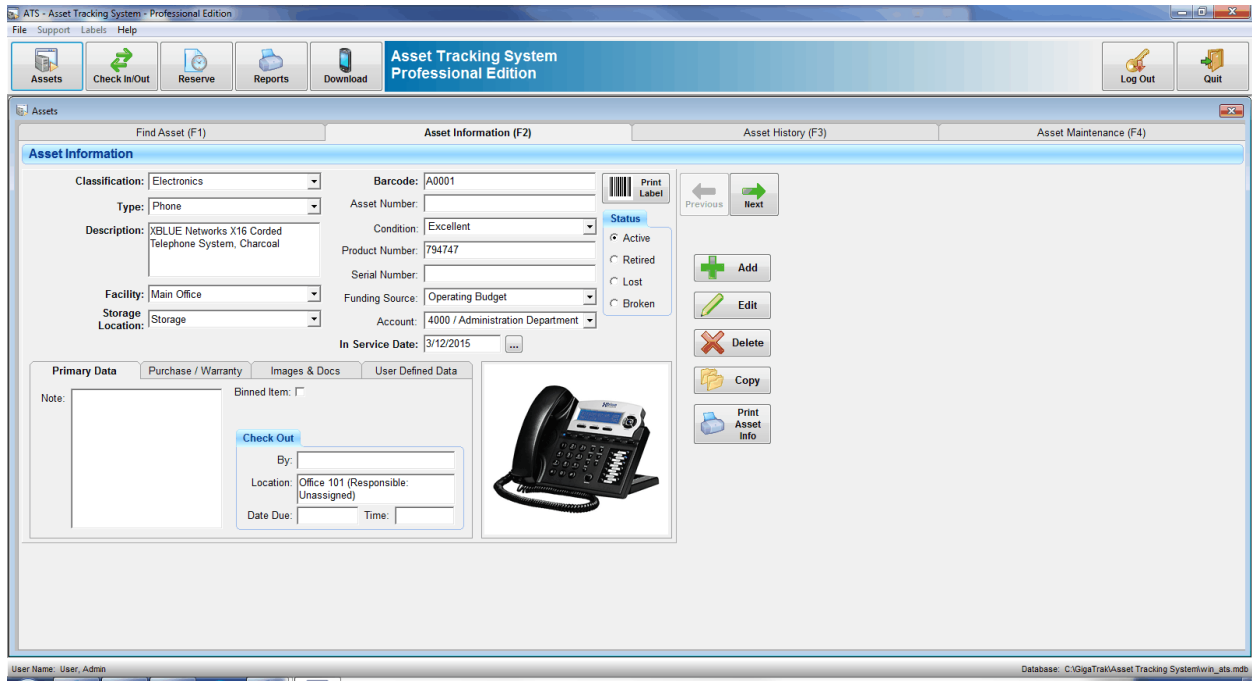 ATS - Asset Tracking System - Professional Edition
File Support Labels Help
Assets Check In/Out Reserve Reports Download
Asset Tracking System
Professional Edition
Log Out Quit
Assets
Find Asset (F1) Asset Information (F2) Asset History (F3) Asset Maintenance (F4)
Asset Information
Classification: Electronics
Type: Phone
Description: XBLUE Networks X16 Corded
Telephone System, Charcoal
Facility: Main Office
Storage
Location: Storage
Barcode: A0001
Asset Number:
Condition: Excellent
Product Number: 794747
Serial Number:
Funding Source: Operating Budget
Account: 4000 / Administration Department
In Service Date: 3/12/2015 ...
Print
Label
Status
Active
Retired
Lost
Broken
Previous Next
Add
Edit
Delete
Copy
Print
Asset
Info
Primary Data Purchase / Warranty Images & Docs User Defined Data
Note:
Binned Item:
Check Out
By:
Location: Office 101 (Responsible:
Unassigned)
Date Due: Time:
User Name: User, Admin
Database: C:\GigaTrak\Asset Tracking System\win_ats.mdb